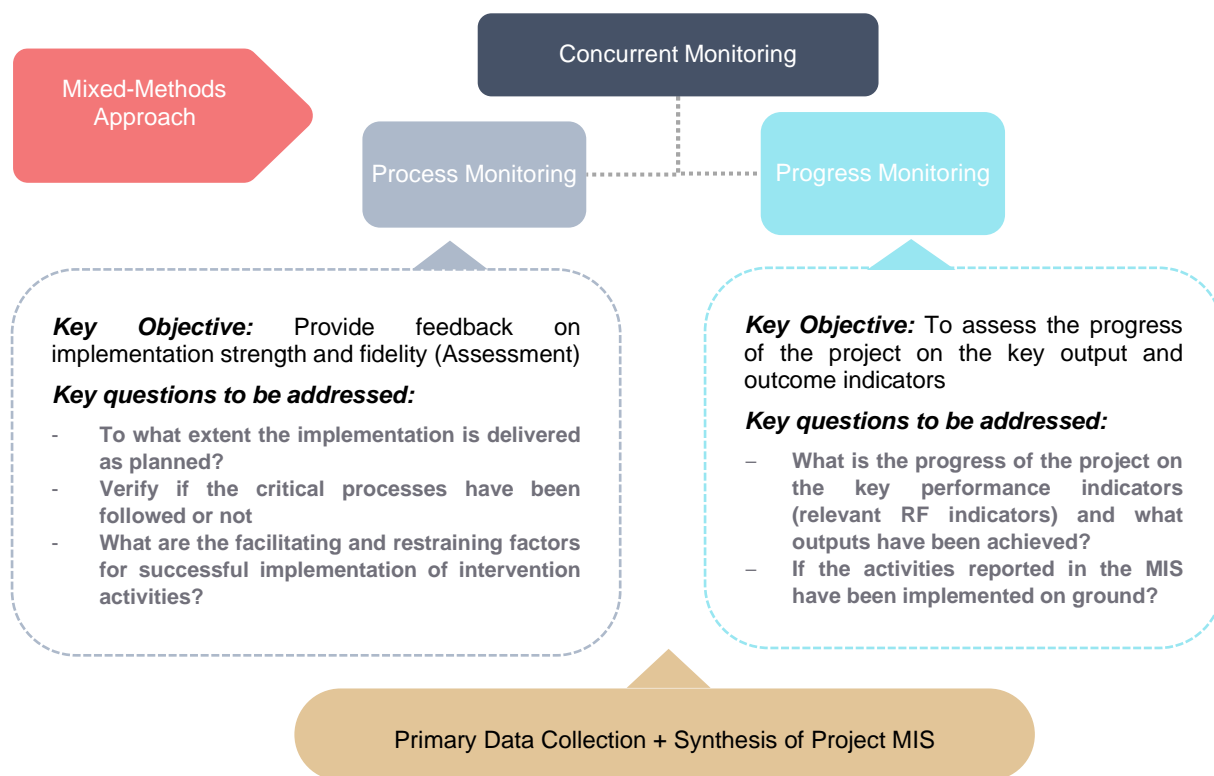 Concurrent Monitoring
Mixed-Methods
Approach
Process Monitoring
Progress Monitoring
Key Objective: Provide feedback on
implementation strength and fidelity (Assessment)
Key questions to be addressed:
- To what extent the implementation is delivered
as planned?
- Verify if the critical processes have been
followed or not
- What are the facilitating and restraining factors
for successful implementation of intervention
activities?
Key Objective: To assess the progress
of the project on the key output and
outcome indicators
Key questions to be addressed:
– What is the progress of the project on
the key performance indicators
(relevant RF indicators) and what
outputs have been achieved?
– If the activities reported in the MIS
have been implemented on ground?
Primary Data Collection + Synthesis of Project MIS